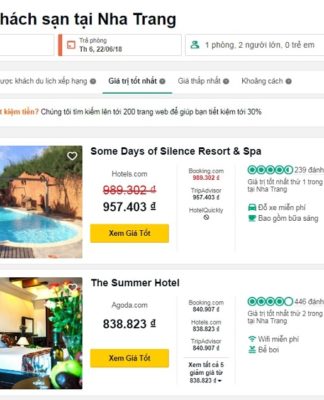 hách sạn tại Nha Trang
Trả phòng
Th 6, 22/06/18
1 phòng, 2 người lớn, 0 trẻ em
ược khách du lịch xếp hạng
Giá trị tốt nhất
Giá thấp nhất
Khoảng cách
t kiệm tiền? Chúng tôi tìm kiếm lên tới 200 trang web để giúp bạn tiết kiệm tới 30%
Some Days of Silence Resort & Spa
Hotels.com
989.302 ₫
957.403 ₫
Xem Giá Tốt
Booking.com
989.302 ₫
TripAdvisor
957.403 ₫
HotelQuickly
239 đánh
Giá trị tốt nhất thứ 1 trong
tại Nha Trang
Đỗ xe miễn phí
Bao gồm bữa sáng
The Summer Hotel
Agoda.com
838.823 ₫
Xem Giá Tốt
Booking.com
840.907 ₫
Hotels.com
838.823 ₫
TripAdvisor
840.907 ₫
Xem tất cả 5
giảm giá từ
838.823 ₫
446 đánh
Giá trị tốt nhất thứ 2 trong
tại Nha Trang
Wifi miễn phí
Bể bơi